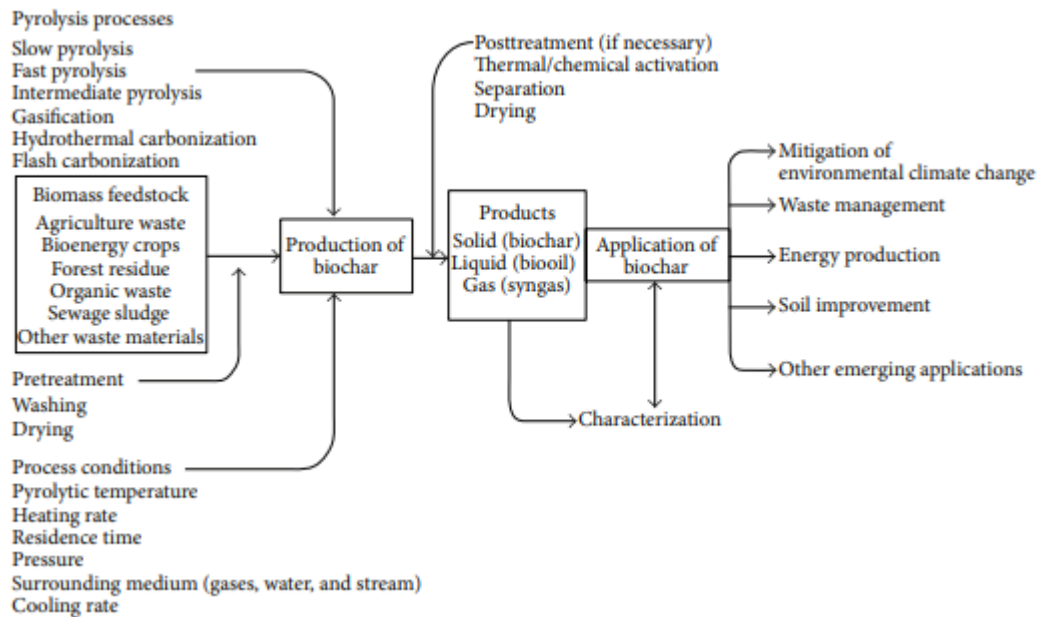 Pyrolysis processes
Slow pyrolysis
Fast pyrolysis
Intermediate pyrolysis
Gasification
Hydrothermal carbonization
Flash carbonization
Biomass feedstock
Agriculture waste
Bioenergy crops
Forest residue
Organic waste
Sewage sludge
Other waste materials
Pretreatment
Washing
Drying
Process conditions
Pyrolytic temperature
Heating rate
Residence time
Pressure
Surrounding medium (gases, water, and stream)
Cooling rate
Production of
biochar
Posttreatment (if necessary)
Thermal/chemical activation
Separation
Drying
Products
Solid (biochar)
Liquid (biooil)
Gas (syngas)
Application of
biochar
Characterization
Mitigation of
environmental climate change
Waste management
Energy production
Soil improvement
Other emerging applications